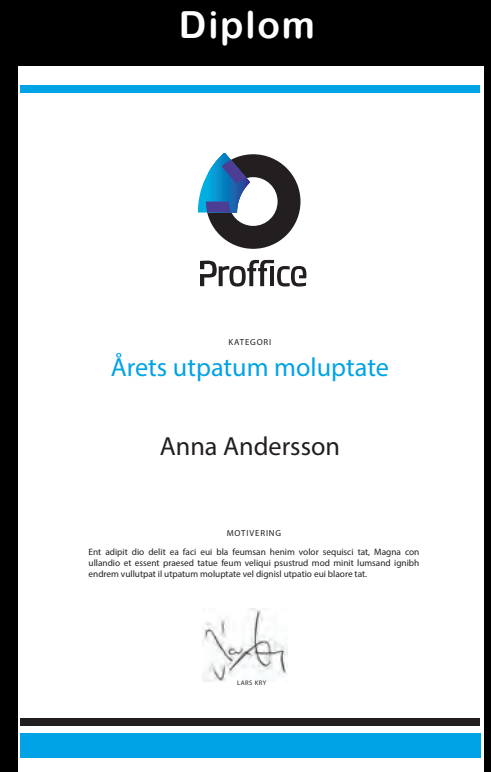 Diplom
Proffice
KATEGORI
Årets utpatum moluptate
Anna Andersson
MOTIVERING
Ent adipit dio delit ea faci eui bla feumsan henim volor sequisci tat, Magna con
ullandio et essent praesed tatue feum veliqui psustrud mod minit lumsand ignibh
endrem vullutpat il utpatum moluptate vel dignisl utpatio eui blaore tat.
LARS KRY